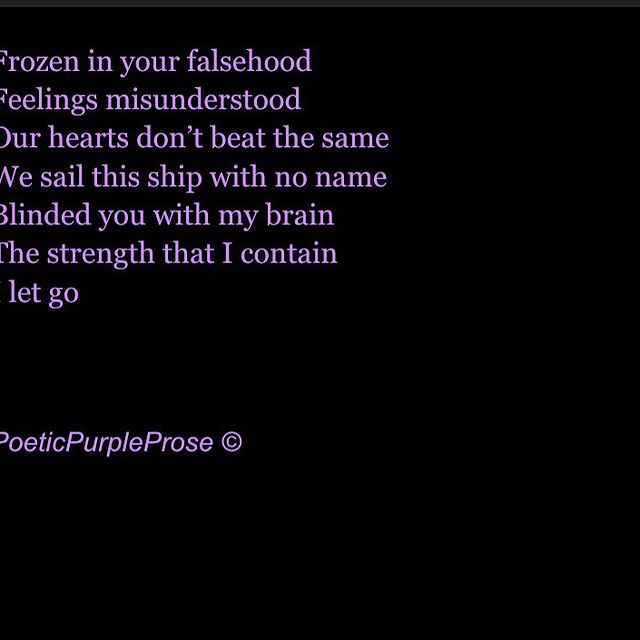 Frozen in your falsehood
Feelings misunderstood
Our hearts don’t beat the same
We sail this ship with no name
Blinded you with my brain
The strength that I contain
I let go
PoeticPurpleProse ©